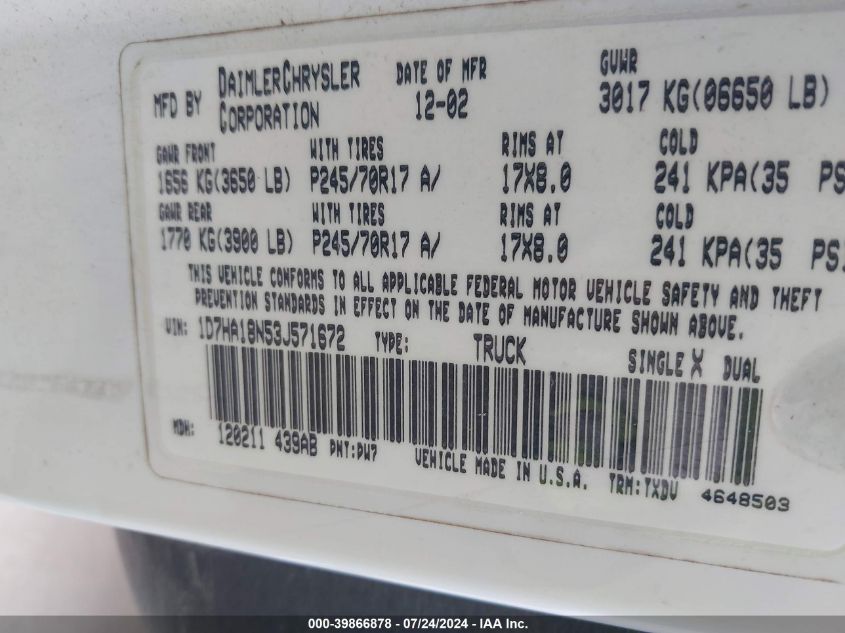 MFD BY DAIMLERCHRYSLER CORPORATION DATE OF MFR 12-02 GVWR 3017 KG(06650 LB)
GAWR FRONT WITH TIRES RIMS AT COLD
1656 KG(3650 LB) P245/70R17 A/ 17X8.0 241 KPA(35 PS
GAWR REAR WITH TIRES RIMS AT COLD
1770 KG(3900 LB) P245/70R17 A/ 17X8.0 241 KPA(35 PSI
THIS VEHICLE CONFORMS TO ALL APPLICABLE FEDERAL MOTOR VEHICLE SAFETY AND THEFT
PREVENTION STANDARDS IN EFFECT ON THE DATE OF MANUFACTURE SHOWN ABOVE.
VIN: 1D7HA18N53J571672 TYPE: TRUCK SINGLE X DUAL
MDH: 120211 439AB PNT:PW7 VEHICLE MADE IN U.S.A. TRM:TXDV 4648503
000-39866878 - 07/24/2024 - IAA Inc.